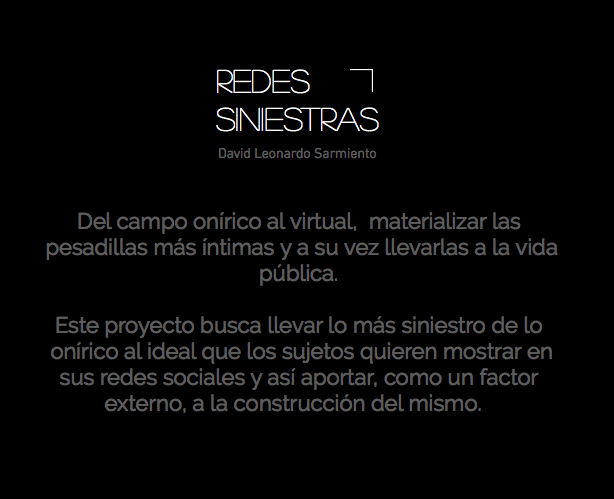 REDES
SINIESTRAS
David Leonardo Sarmiento
Del campo onírico al virtual,  materializar las
pesadillas más íntimas y a su vez llevarlas a la vida
pública.
Este proyecto busca llevar lo más siniestro de lo
onírico al ideal que los sujetos quieren mostrar en
sus redes sociales y así aportar, como un factor
externo, a la construcción del mismo.